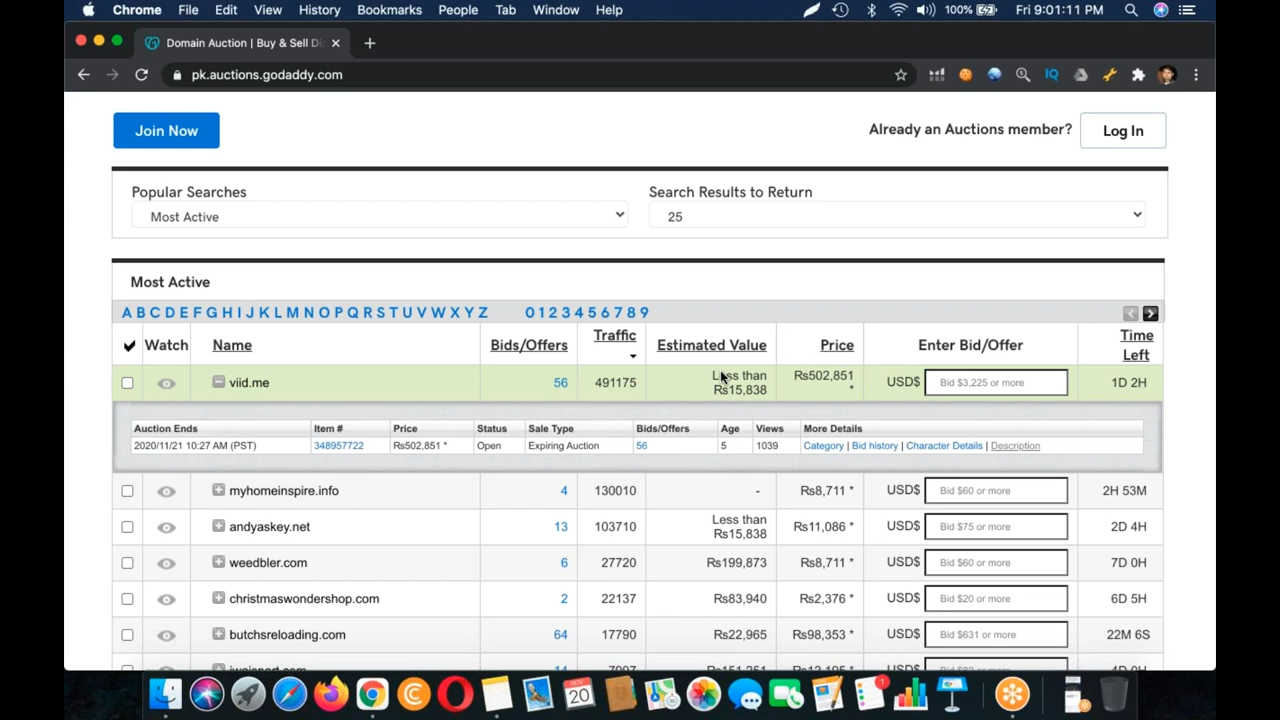 Chrome File Edit View History Bookmarks People Tab Window Help 100% Fri 9:01:11 PM
Domain Auction | Buy & Sell Di
pk.auctions.godaddy.com IQ
Join Now Already an Auctions member? Log In
Popular Searches Search Results to Return
Most Active 25
Most Active
A B C D E F G H I J K L M N O P Q R S T U V W X Y Z 0 1 2 3 4 5 6 7 8 9
Watch Name Bids/Offers Traffic Estimated Value Price Enter Bid/Offer Time Left
viid.me 56 491175 Less than Rs15,838 Rs502,851 * USD$ Bid $3,225 or more 1D 2H
Auction Ends Item # Price Status Sale Type Bids/Offers Age Views More Details
2020/11/21 10:27 AM (PST) 348957722 Rs502,851 * Open Expiring Auction 56 5 1039 Category | Bid history | Character Details | Description
myhomeinspire.info 4 130010 - Rs8,711 * USD$ Bid $60 or more 2H 53M
andyaskey.net 13 103710 Less than Rs15,838 Rs11,086 * USD$ Bid $75 or more 2D 4H
weedbler.com 6 27720 Rs199,873 Rs8,711 * USD$ Bid $60 or more 7D 0H
christmaswondershop.com 2 22137 Rs83,940 Rs2,376 * USD$ Bid $20 or more 6D 5H
butchsreloading.com 64 17790 Rs22,965 Rs98,353 * USD$ Bid $631 or more 22M 6S
NOV
20
1